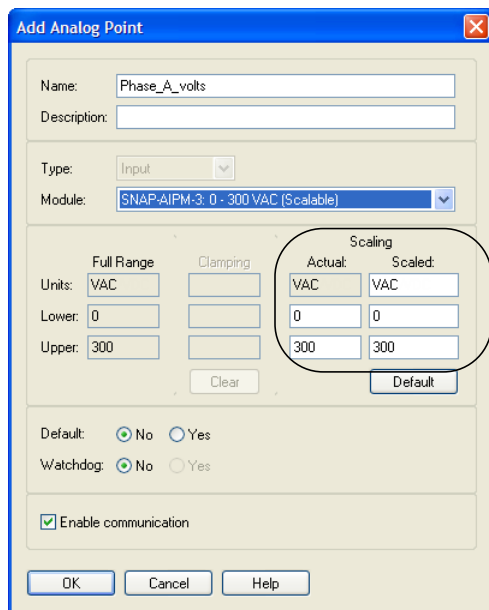 Add Analog Point
Name: Phase_A_volts
Description:
Type: Input
Module: SNAP-AIPM-3: 0 - 300 VAC (Scalable)
Scaling
Full Range Clamping Actual: Scaled:
Units: VAC VAC VAC
Lower: 0 0 0
Upper: 300 300 300
Clear Default
Default: No Yes
Watchdog: No Yes
Enable communication
OK Cancel Help